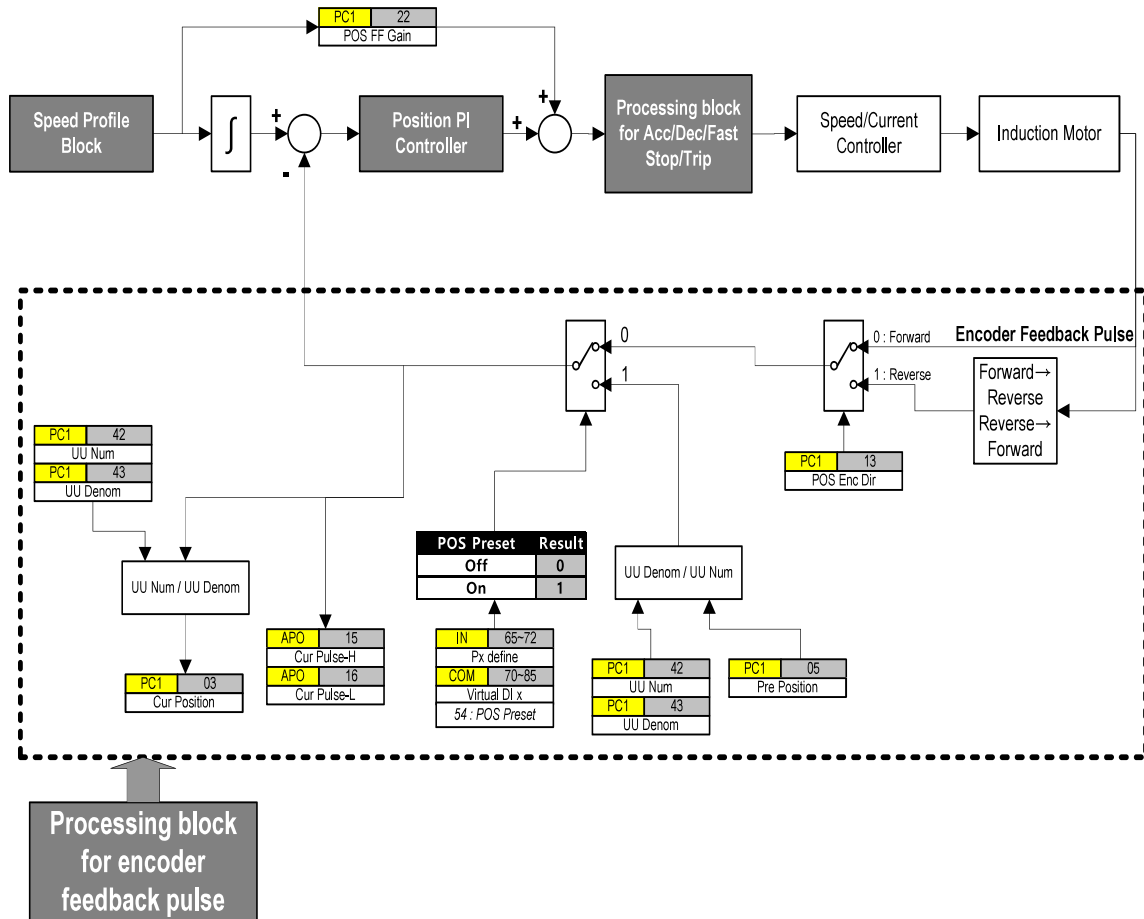 PC1 22
POS FF Gain
Speed Profile
Block
∫
+
-
Position PI
Controller
+
+
Processing block
for Acc/Dec/Fast
Stop/Trip
Speed/Current
Controller
Induction Motor
0
1
0 : Forward
Encoder Feedback Pulse
1 : Reverse
Forward→
Reverse
Reverse→
Forward
PC1 13
POS Enc Dir
PC1 42
UU Num
PC1 43
UU Denom
UU Num / UU Denom
PC1 03
Cur Position
APO 15
Cur Pulse-H
APO 16
Cur Pulse-L
POS Preset Result
Off 0
On 1
IN 65~72
Px define
COM 70~85
Virtual DI x
54 : POS Preset
UU Denom / UU Num
PC1 42
UU Num
PC1 43
UU Denom
PC1 05
Pre Position
Processing block
for encoder
feedback pulse